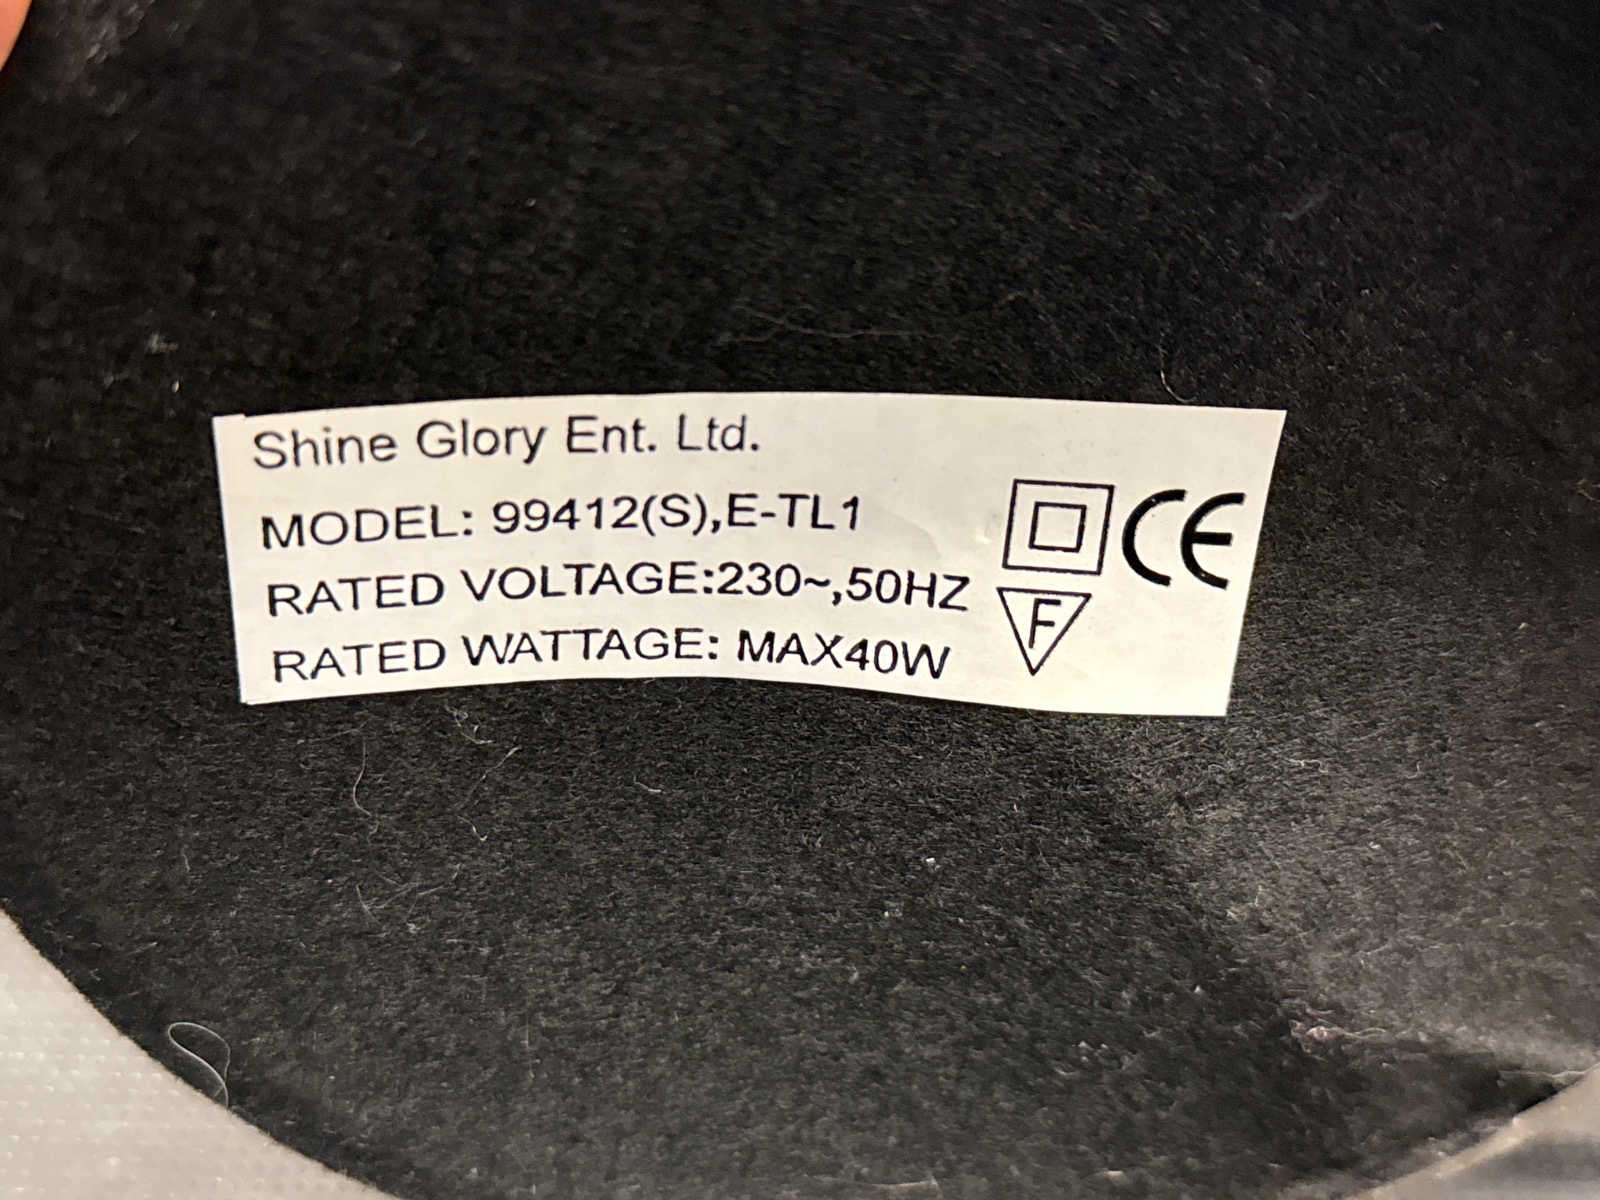 Shine Glory Ent. Ltd.
MODEL: 99412(S),E-TL1
RATED VOLTAGE:230~,50HZ
RATED WATTAGE: MAX40W
CE
F